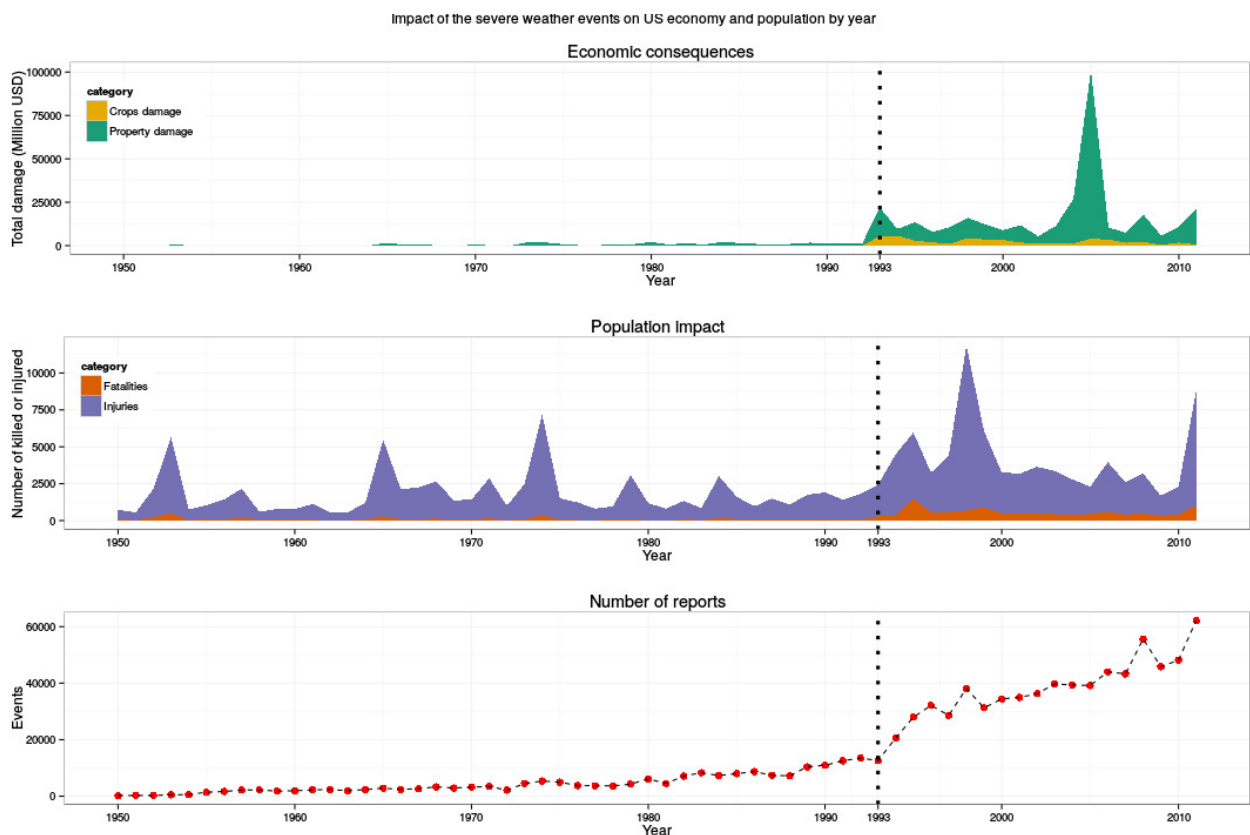 Impact of the severe weather events on US economy and population by year
Economic consequences
Total damage (Million USD)
100000
75000
50000
25000
0
category
Crops damage
Property damage
1950
1960
1970
1980
1990
1993
2000
2010
Year
Population impact
Number of killed or injured
10000
7500
5000
2500
0
category
Fatalities
Injuries
1950
1960
1970
1980
1990
1993
2000
2010
Year
Number of reports
Events
60000
40000
20000
0
1950
1960
1970
1980
1990
1993
2000
2010
Year